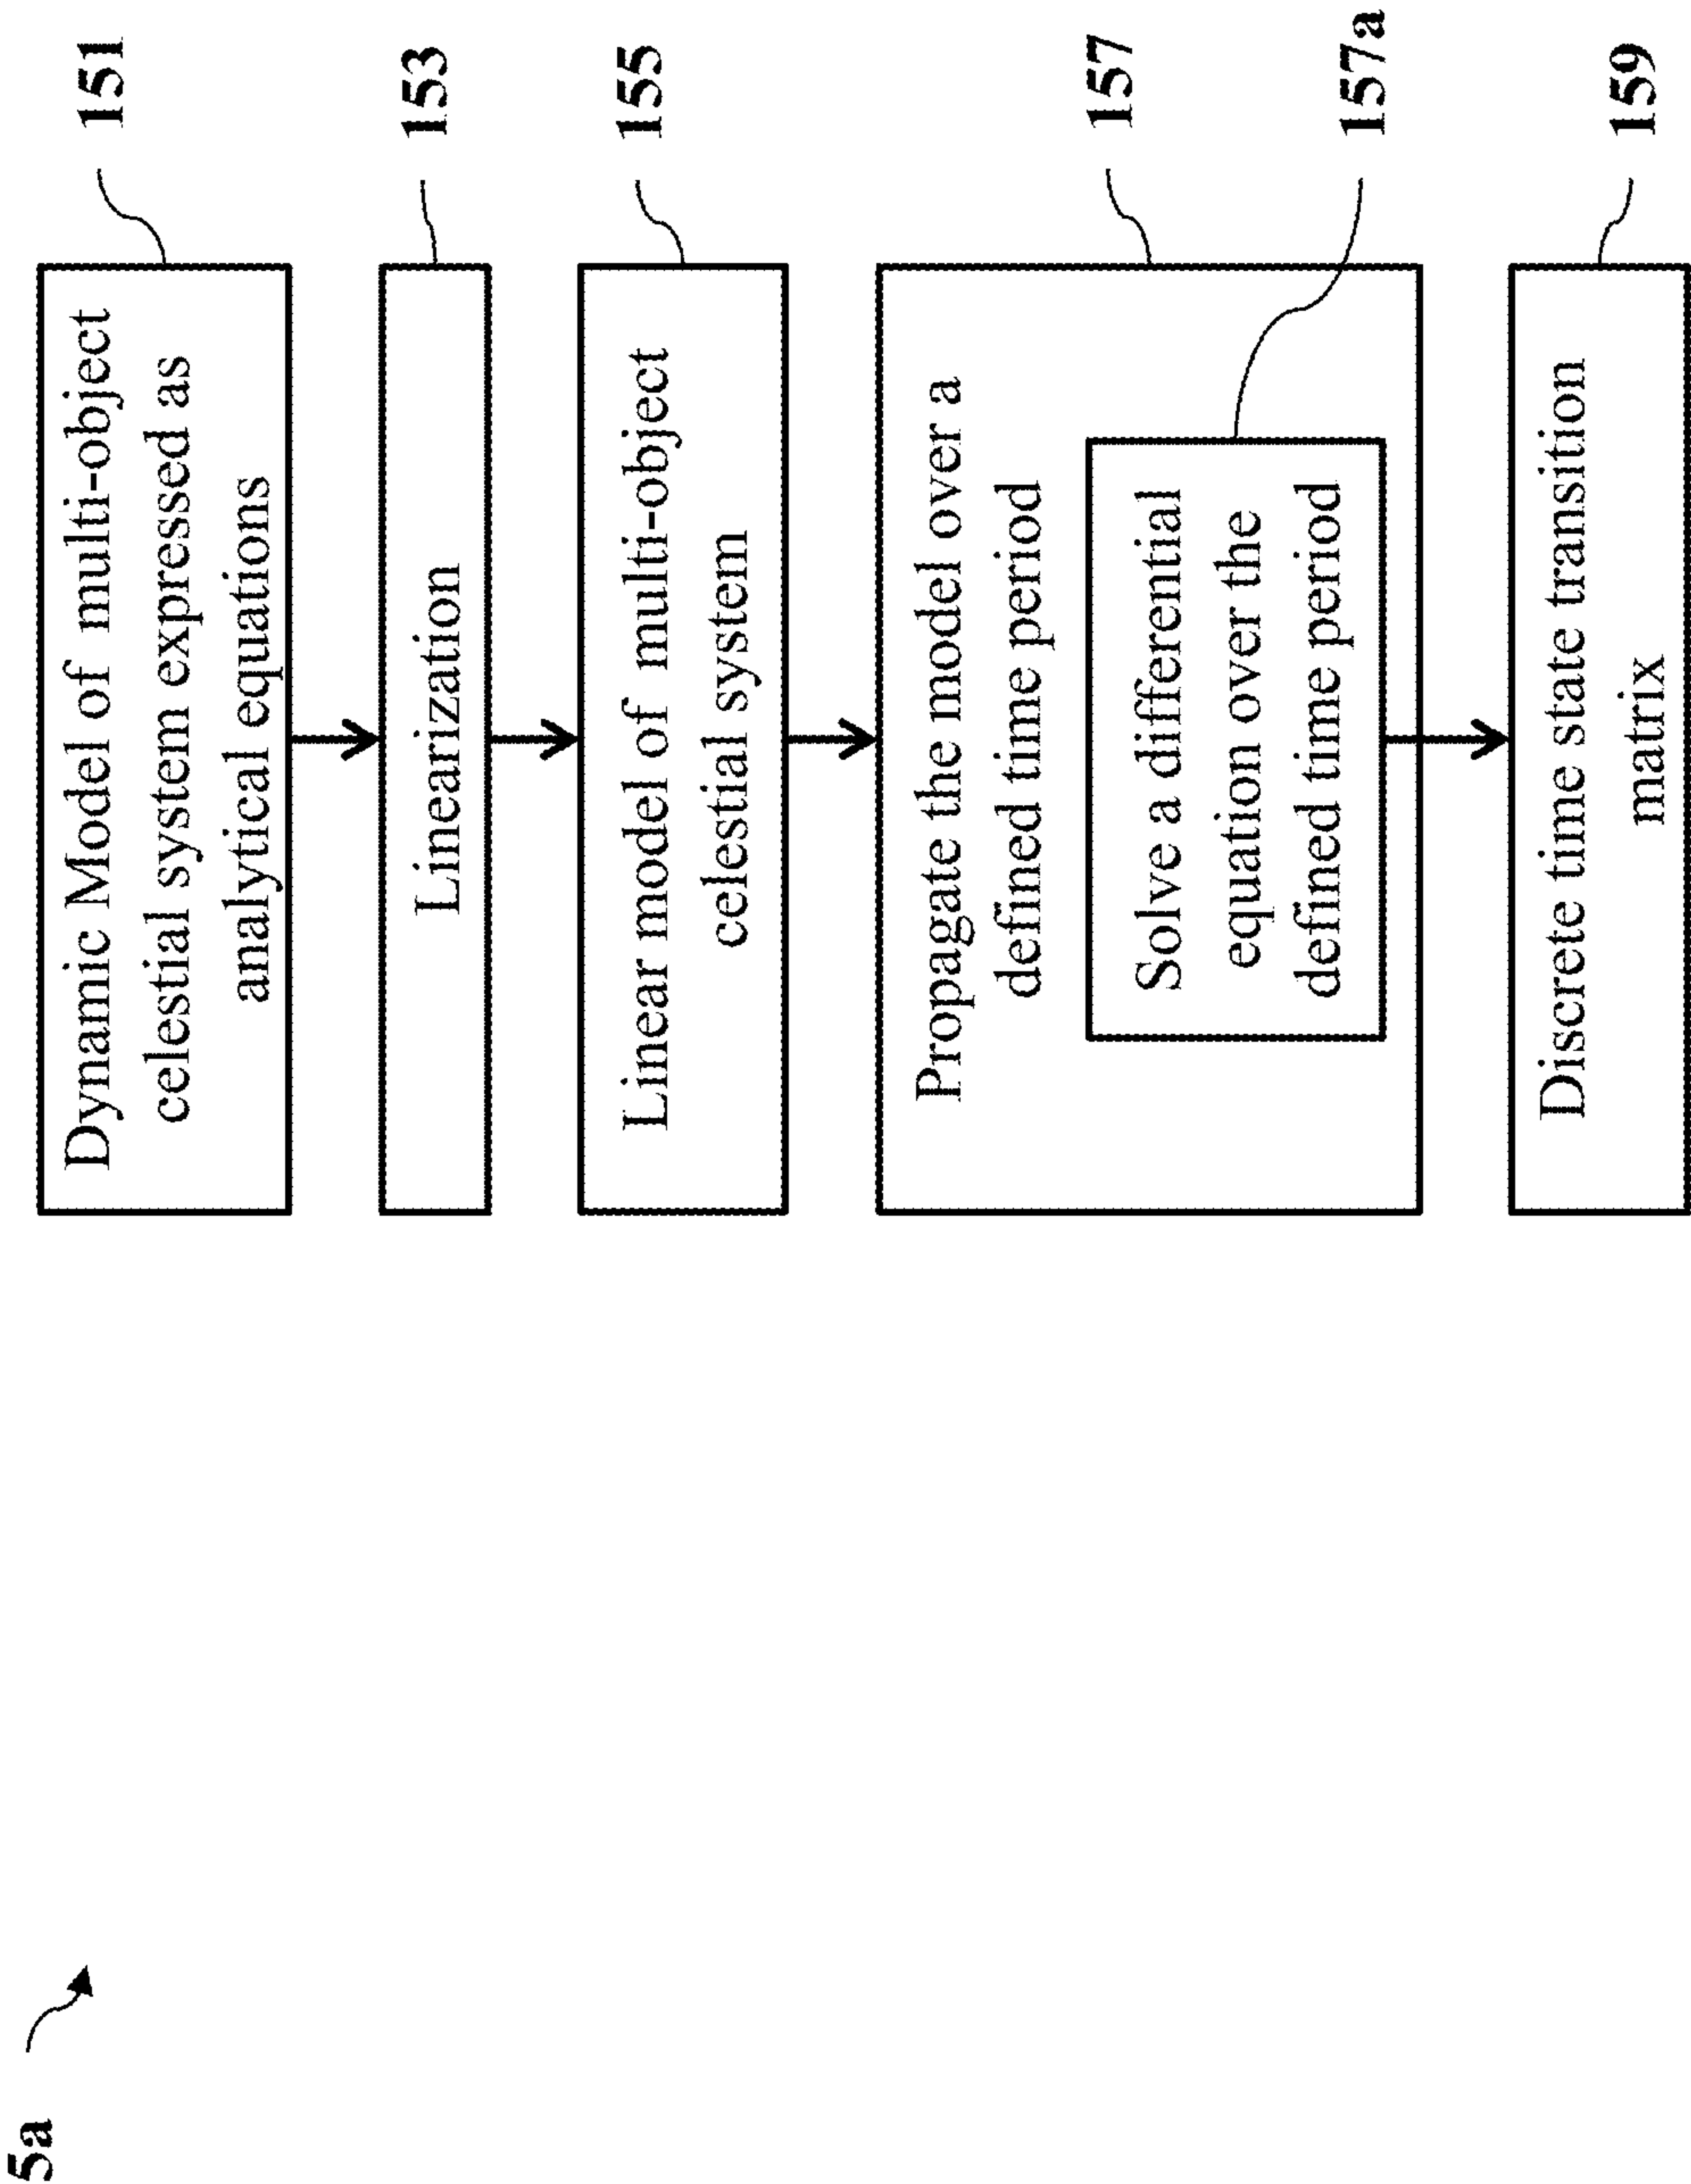 5a
Dynamic Model of multi-object
celestial system expressed as
analytical equations
151
Linearization
153
Linear model of multi-object
celestial system
155
Propagate the model over a
defined time period
157
Solve a differential
equation over the
defined time period
157a
Discrete time state transition
matrix
159